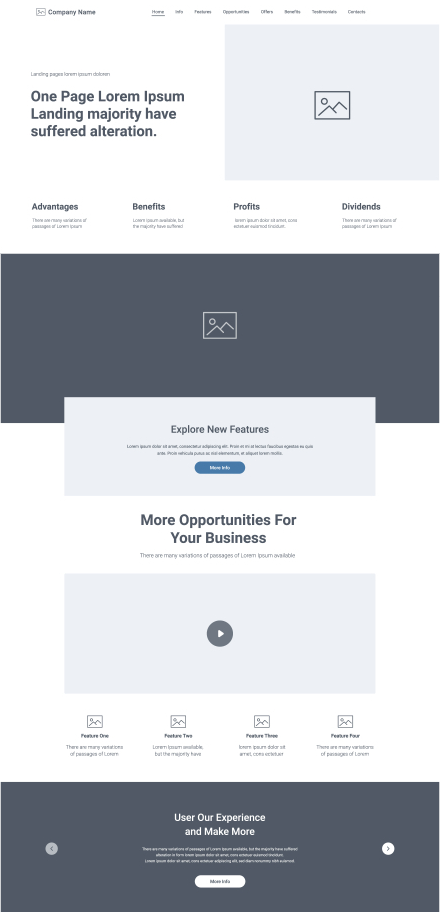 Company Name
Home Info Features Opportunities Offers Benefits Testimonials Contacts
Landing pages lorem ipsum dolorem
One Page Lorem Ipsum
Landing majority have
suffered alteration.
Advantages Benefits Profits Dividends
There are many variations of Lorem ipsum available, but lorem ipsum dolor sit amet, cons There are many variations of
passages of Lorem Ipsum the majority have suffered ectetuer euismod tincidunt. passages of Lorem Ipsum
Explore New Features
Lorem ipsum dolor sit amet, consectetur adipiscing elit. Proin et mi at lectus faucibus egestas eu quis
ante. Proin vehicula purus ac nisl elementum, et aliquet lorem mollis.
More Info
More Opportunities For
Your Business
There are many variations of passages of Lorem Ipsum available
Feature One Feature Two Feature Three Feature Four
There are many variations Lorem ipsum available, lorem ipsum dolor sit There are many variations
of passages of Lorem but the majority have amet, cons ectetuer of passages of Lorem
User Our Experience
and Make More
There are many variations of passages of Lorem ipsum available, but the majority have suffered
alteration in form lorem ipsum dolor sit amet, cons ectetuer euismod tincidunt.
Lorem ipsum dolor sit amet, cons ectetuer adipiscing elit, sed diam nonummy nibh euismod.
More Info